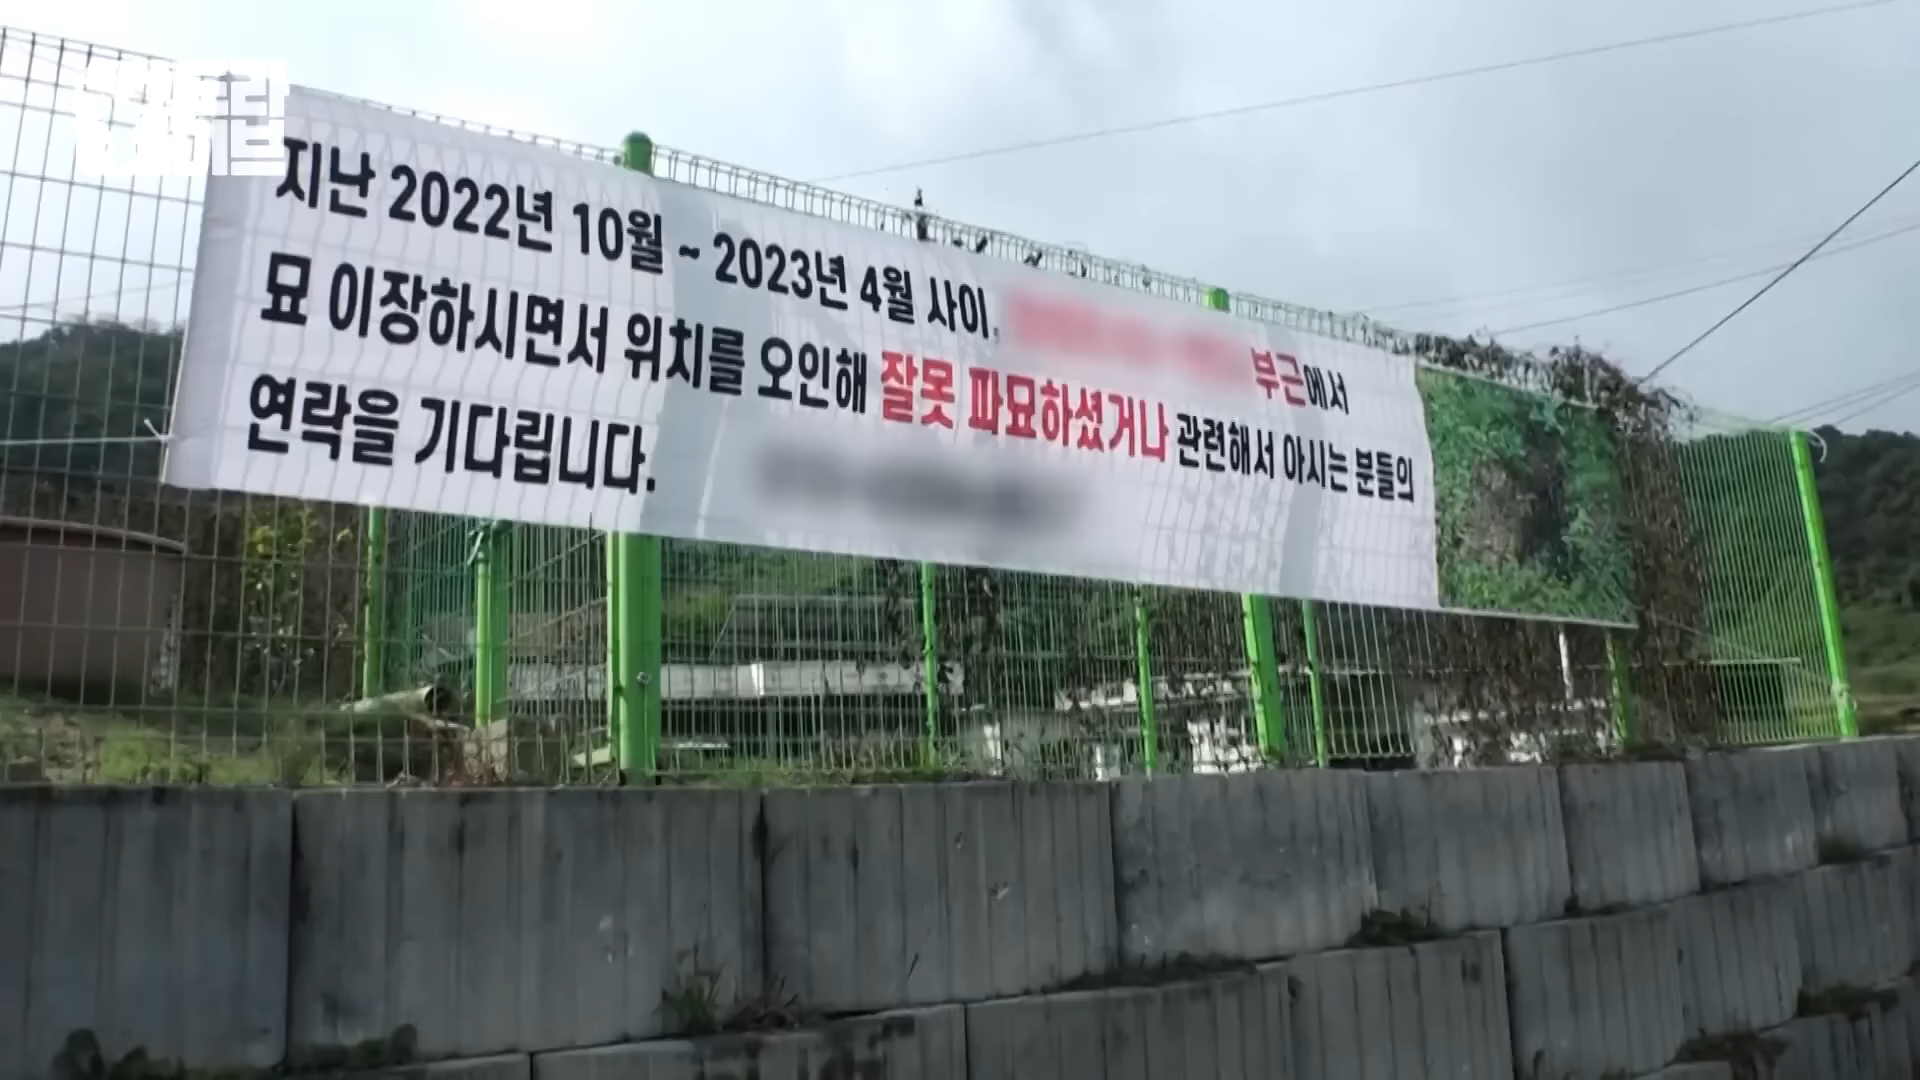 지난 2022년 10월 ~ 2023년 4월 사이, 부근에서
묘 이장하시면서 위치를 오인해 잘못 파묘하셨거나 관련해서 아시는 분들의
연락을 기다립니다.